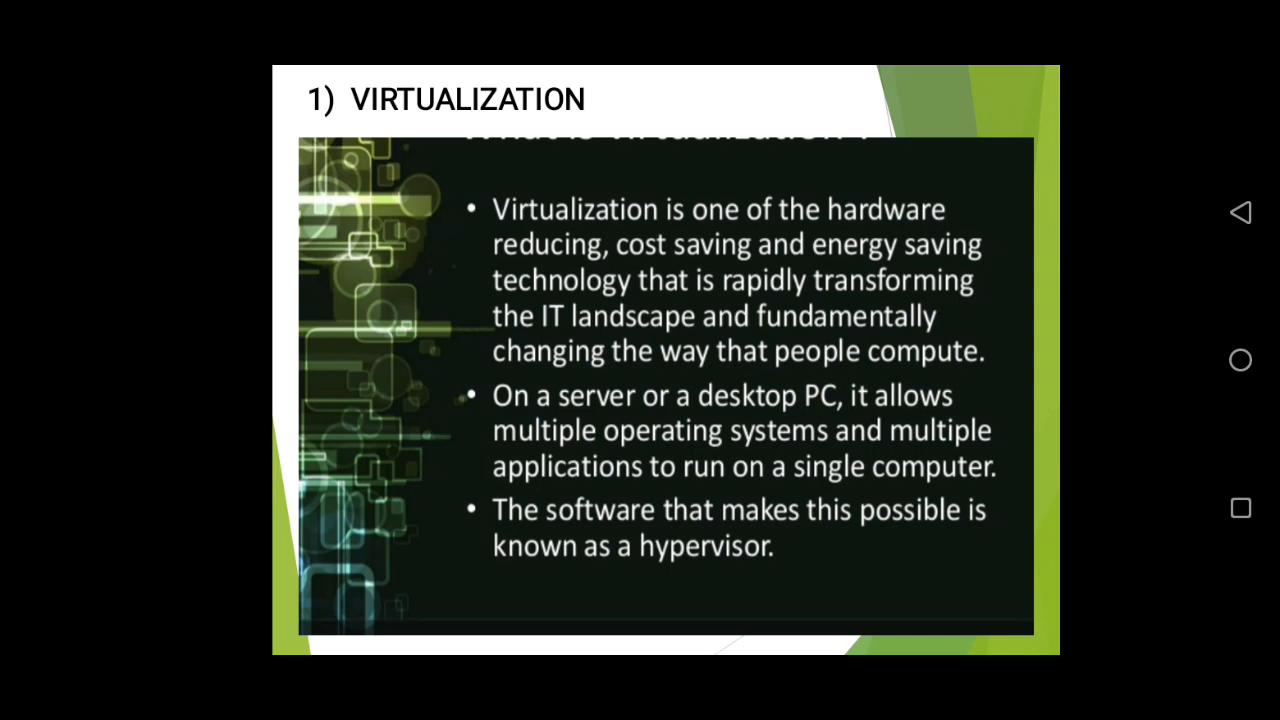 1) VIRTUALIZATION
• Virtualization is one of the hardware
reducing, cost saving and energy saving
technology that is rapidly transforming
the IT landscape and fundamentally
changing the way that people compute.
• On a server or a desktop PC, it allows
multiple operating systems and multiple
applications to run on a single computer.
• The software that makes this possible is
known as a hypervisor.